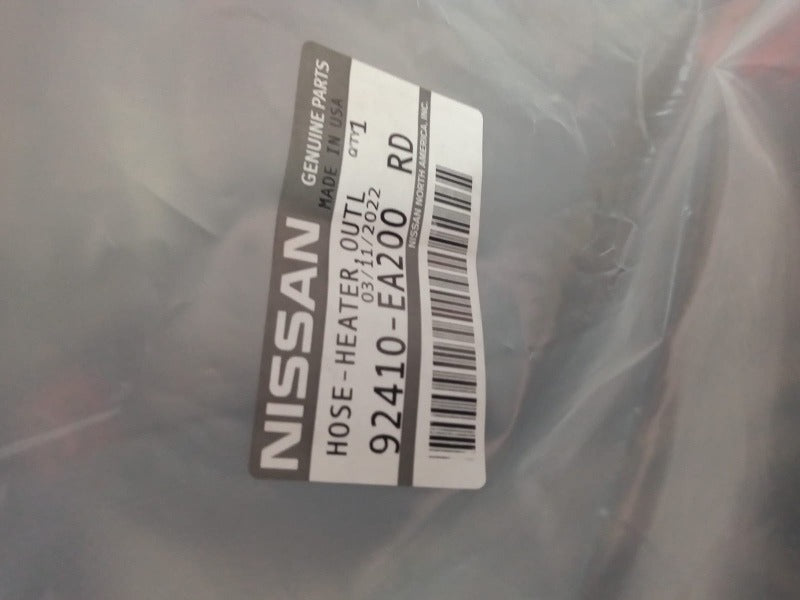 NISSAN GENUINE PARTS
MADE IN USA
HOSE-HEATER,OUTL QTY 1
03/11/2022
92410-EA200 RD
NISSAN NORTH AMERICA, INC.